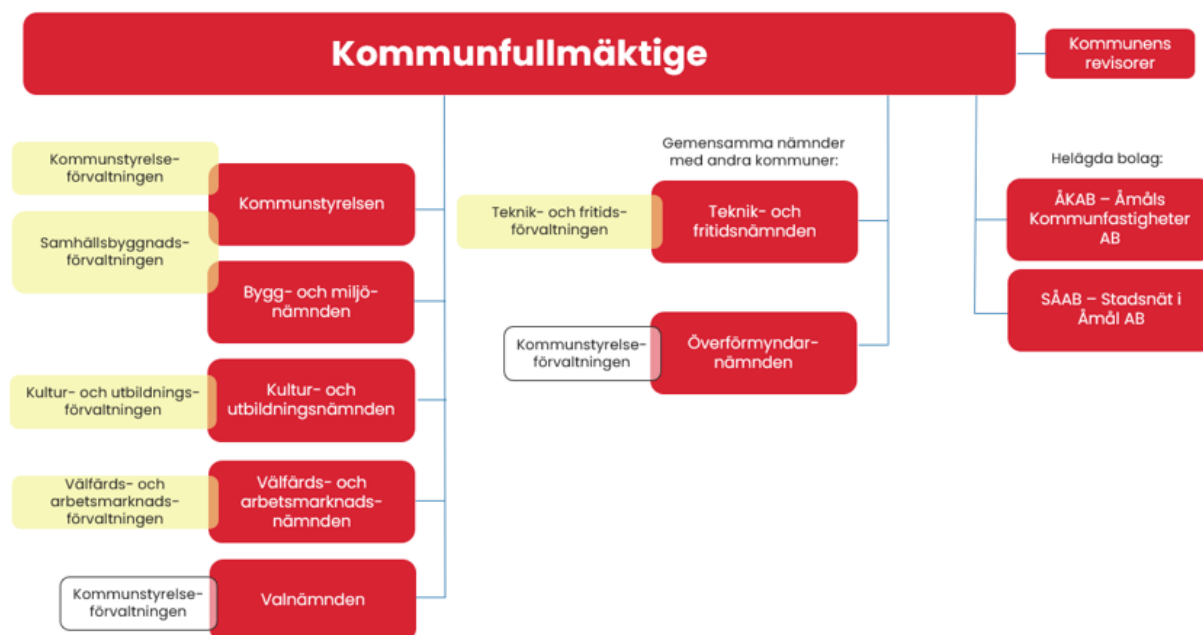 Kommunfullmäktige
Kommunens
revisorer
Kommunstyrelse-
förvaltningen
Kommunstyrelsen
Samhällsbyggnads-
förvaltningen
Bygg- och miljö-
nämnden
Kultur- och utbildnings-
förvaltningen
Kultur- och
utbildningsnämnden
Välfärds- och
arbetsmarknads-
förvaltningen
Välfärds- och
arbetsmarknads-
nämnden
Kommunstyrelse-
förvaltningen
Valnämnden
Gemensamma nämnder
med andra kommuner:
Teknik- och fritids-
förvaltningen
Teknik- och
fritidsnämnden
Kommunstyrelse-
förvaltningen
Överförmyndar-
nämnden
Helägda bolag:
ÅKAB – Åmåls
Kommunfastigheter
AB
SÅAB – Stadsnät i
Åmål AB